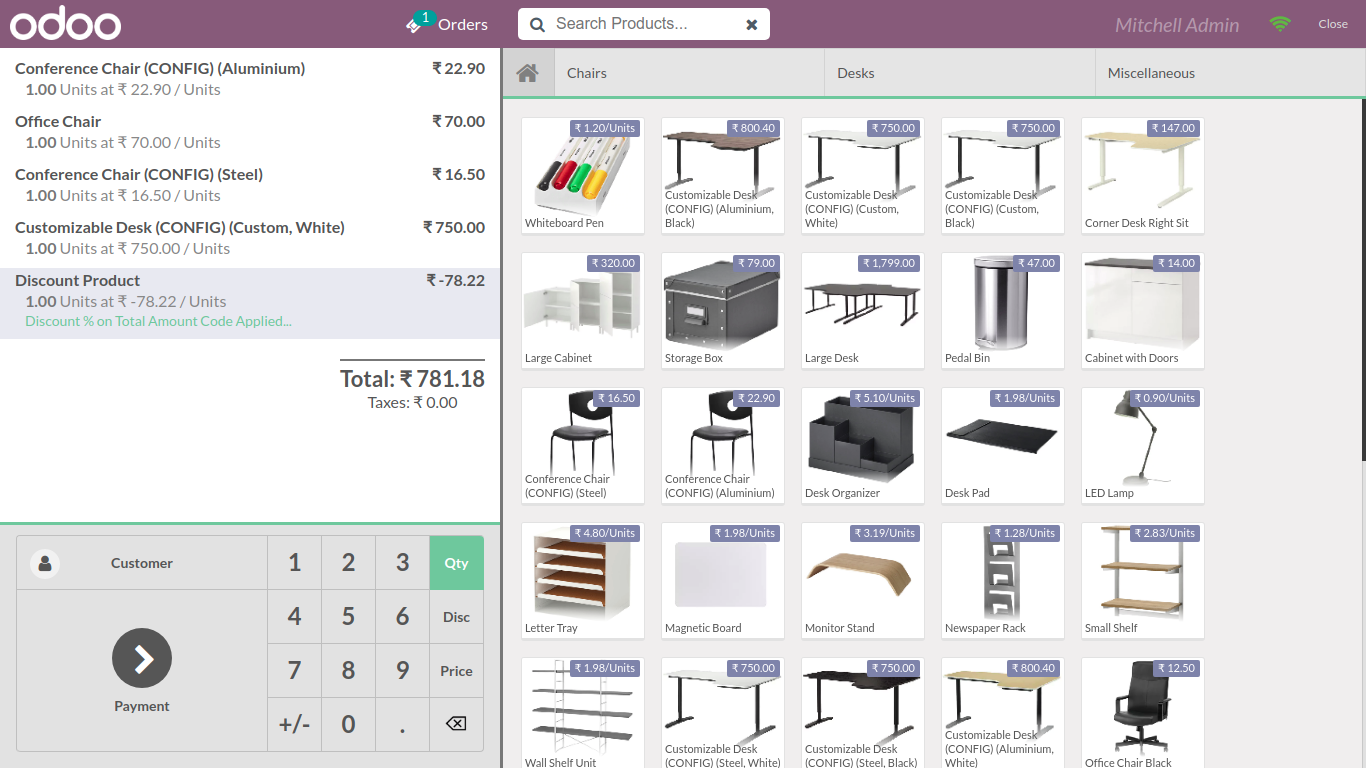 odoo
1
Orders
Search Products...
Mitchell Admin
Close
Conference Chair (CONFIG) (Aluminium) ₹ 22.90
1.00 Units at ₹ 22.90 / Units
Office Chair ₹ 70.00
1.00 Units at ₹ 70.00 / Units
Conference Chair (CONFIG) (Steel) ₹ 16.50
1.00 Units at ₹ 16.50 / Units
Customizable Desk (CONFIG) (Custom, White) ₹ 750.00
1.00 Units at ₹ 750.00 / Units
Discount Product ₹ -78.22
1.00 Units at ₹ -78.22 / Units
Discount % on Total Amount Code Applied...
Total: ₹ 781.18
Taxes: ₹ 0.00
Customer
Payment
1 2 3 Qty
4 5 6 Disc
7 8 9 Price
+/- 0 .
Chairs
Desks
Miscellaneous
₹ 1.20/Units
Whiteboard Pen
₹ 800.40
Customizable Desk
(CONFIG) (Aluminium,
Black)
₹ 750.00
Customizable Desk
(CONFIG) (Custom,
White)
₹ 750.00
Customizable Desk
(CONFIG) (Custom,
Black)
₹ 147.00
Corner Desk Right Sit
₹ 320.00
Large Cabinet
₹ 79.00
Storage Box
₹ 1,799.00
Large Desk
₹ 47.00
Pedal Bin
₹ 14.00
Cabinet with Doors
₹ 16.50
Conference Chair
(CONFIG) (Steel)
₹ 22.90
Conference Chair
(CONFIG) (Aluminium)
₹ 5.10/Units
Desk Organizer
₹ 1.98/Units
Desk Pad
₹ 0.90/Units
LED Lamp
₹ 4.80/Units
Letter Tray
₹ 1.98/Units
Magnetic Board
₹ 3.19/Units
Monitor Stand
₹ 1.28/Units
Newspaper Rack
₹ 2.83/Units
Small Shelf
₹ 1.98/Units
Wall Shelf Unit
₹ 750.00
Customizable Desk
(CONFIG) (Steel, White)
₹ 750.00
Customizable Desk
(CONFIG) (Steel, Black)
₹ 800.40
Customizable Desk
(CONFIG) (Aluminium,
White)
₹ 12.50
Office Chair Black